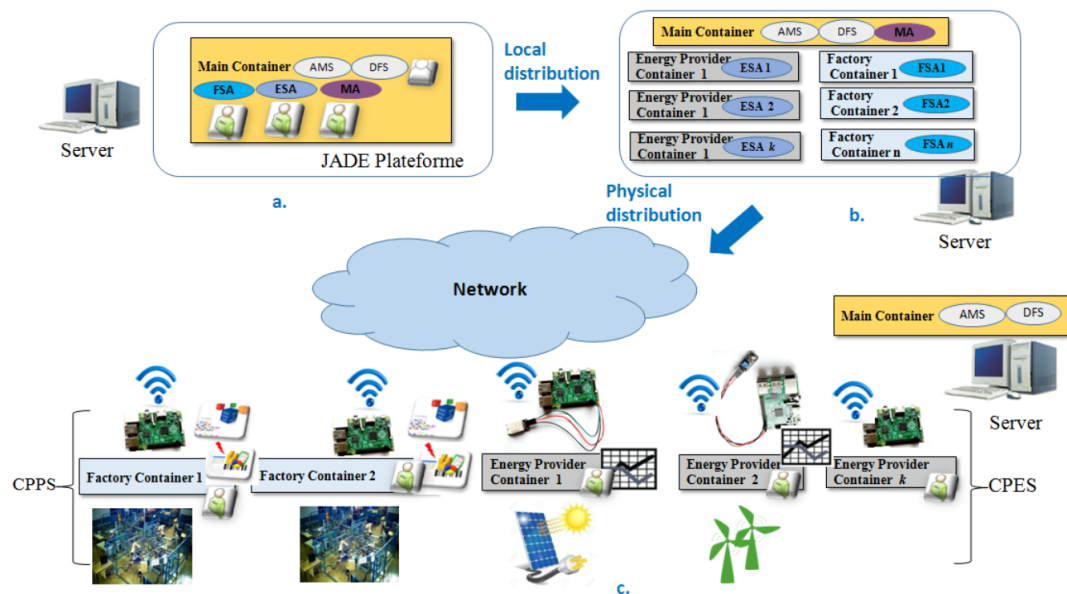 Main Container
AMS
DFS
FSA
ESA
MA
JADE Plateforme
Server
a.
Local
distribution
Main Container
AMS
DFS
MA
Energy Provider
Container 1
ESA 1
Factory
Container 1
FSA1
Energy Provider
Container 1
ESA 2
Factory
Container 2
FSA2
Energy Provider
Container 1
ESA k
Factory
Container n
FSAn
b.
Server
Physical
distribution
Network
Main Container
AMS
DFS
Server
CPPS
Factory Container 1
Factory Container 2
Energy Provider
Container 1
Energy Provider
Container 2
Energy Provider
Container k
CPES
c.